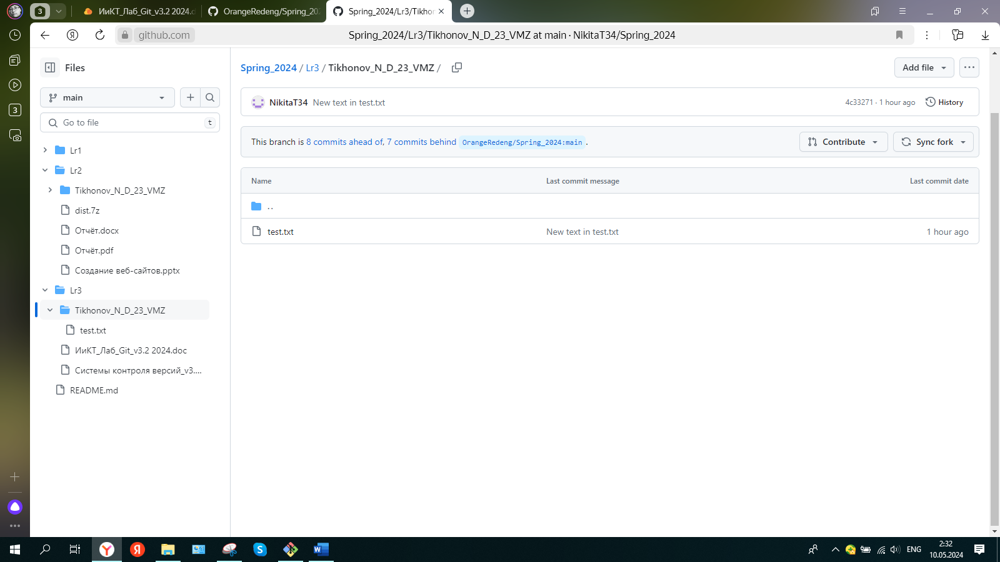 3
ИиКТ_Лаб_Git_v3.2 2024.d
OrangeRedeng/Spring_20
Spring_2024/Lr3/Tikhon
github.com
Spring_2024/Lr3/Tikhonov_N_D_23_VMZ at main · NikitaT34/Spring_2024
3
Files
main
Go to file
t
Lr1
Lr2
Tikhonov_N_D_23_VMZ
dist.7z
Отчёт.docx
Отчёт.pdf
Создание веб-сайтов.pptx
Lr3
Tikhonov_N_D_23_VMZ
test.txt
ИиКТ_Лаб_Git_v3.2 2024.doc
Системы контроля версий_v3....
README.md
Spring_2024 / Lr3 / Tikhonov_N_D_23_VMZ /
Add file
NikitaT34 New text in test.txt
4c33271 · 1 hour ago
History
This branch is 8 commits ahead of, 7 commits behind OrangeRedeng/Spring_2024:main .
Contribute
Sync fork
Name
Last commit message
Last commit date
..
test.txt
New text in test.txt
1 hour ago
ENG
2:32
10.05.2024